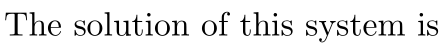 The solution of this system is